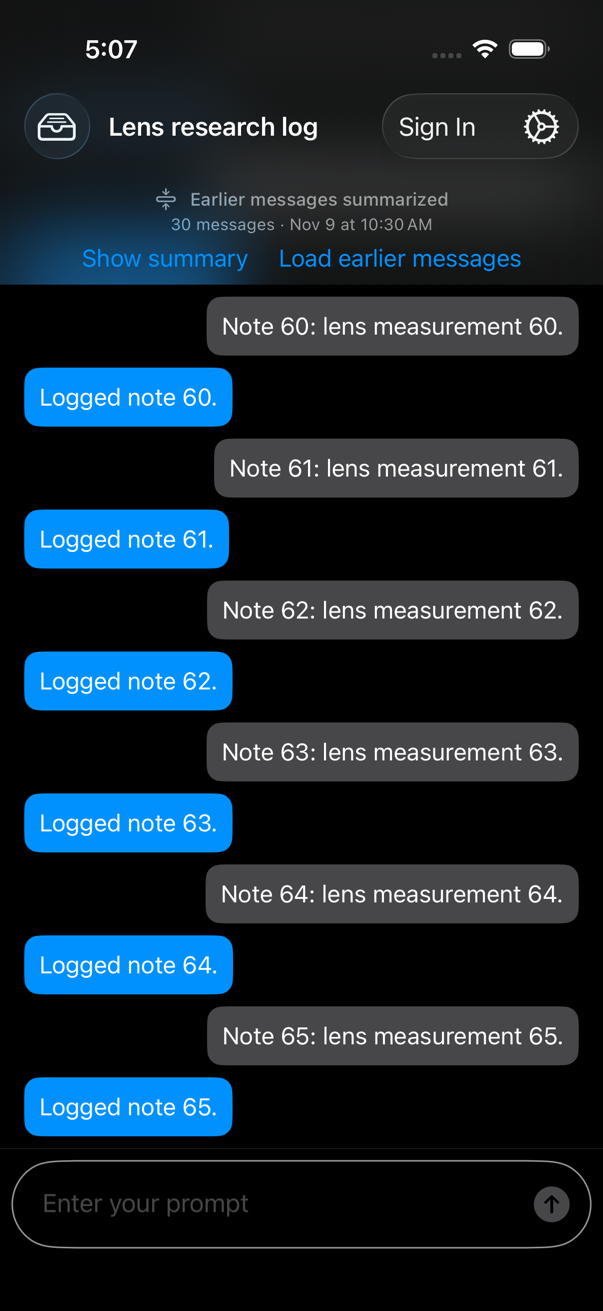 5:07
Lens research log
Sign In
Earlier messages summarized
30 messages · Nov 9 at 10:30 AM
Show summary
Load earlier messages
Note 60: lens measurement 60.
Logged note 60.
Note 61: lens measurement 61.
Logged note 61.
Note 62: lens measurement 62.
Logged note 62.
Note 63: lens measurement 63.
Logged note 63.
Note 64: lens measurement 64.
Logged note 64.
Note 65: lens measurement 65.
Logged note 65.
Enter your prompt